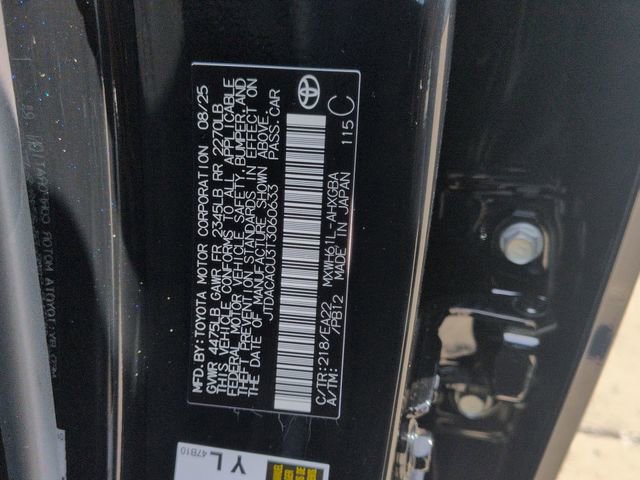 MFD.BY:TOYOTA MOTOR CORPORATION 08/25
GVWR 4475LB GAWR FR 2345LB RR 2270LB
THIS VEHICLE CONFORMS TO ALL APPLICABLE
FEDERAL MOTOR VEHICLE SAFETY,BUMPER,AND
THEFT PREVENTION STANDARDS IN EFFECT ON
THE DATE OF MANUFACTURE SHOWN ABOVE.
JTDACACU3T3060533 PASS.CAR
C/TR:218/EA22 MXWH61L-AHXGBA
A/TM: /PB12 MADE IN JAPAN 115 C
YL
47B10